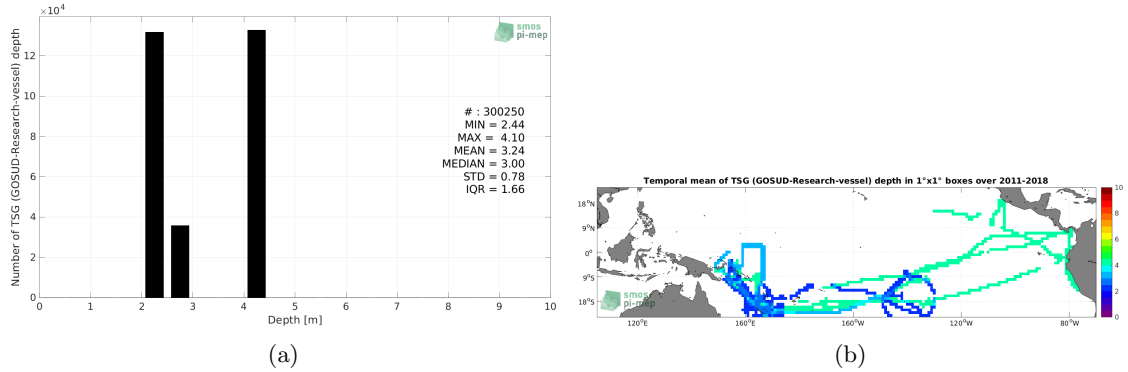 ×10⁴
12
10
8
6
4
2
0
Number of TSG (GOSUD-Research-vessel) depth
0 1 2 3 4 5 6 7 8 9 10
Depth [m]
smos
pi-mep
# : 300250
MIN = 2.44
MAX = 4.10
MEAN = 3.24
MEDIAN = 3.00
STD = 0.78
IQR = 1.66
(a)
Temporal mean of TSG (GOSUD-Research-vessel) depth in 1°x1° boxes over 2011-2018
18°N
9°N
0°
9°S
18°S
120°E 160°E 160°W 120°W 80°W
smos
pi-mep
10
8
6
4
2
0
(b)